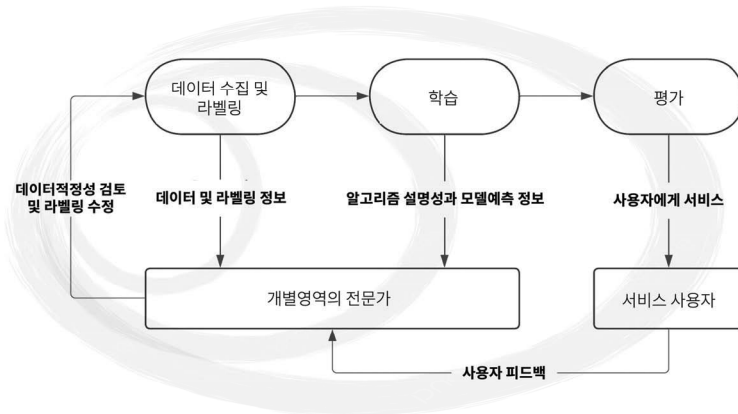 데이터 수집 및
라벨링
학습
평가
데이터적정성 검토
및 라벨링 수정
데이터 및 라벨링 정보
알고리즘 설명성과 모델예측 정보
사용자에게 서비스
개별영역의 전문가
서비스 사용자
사용자 피드백